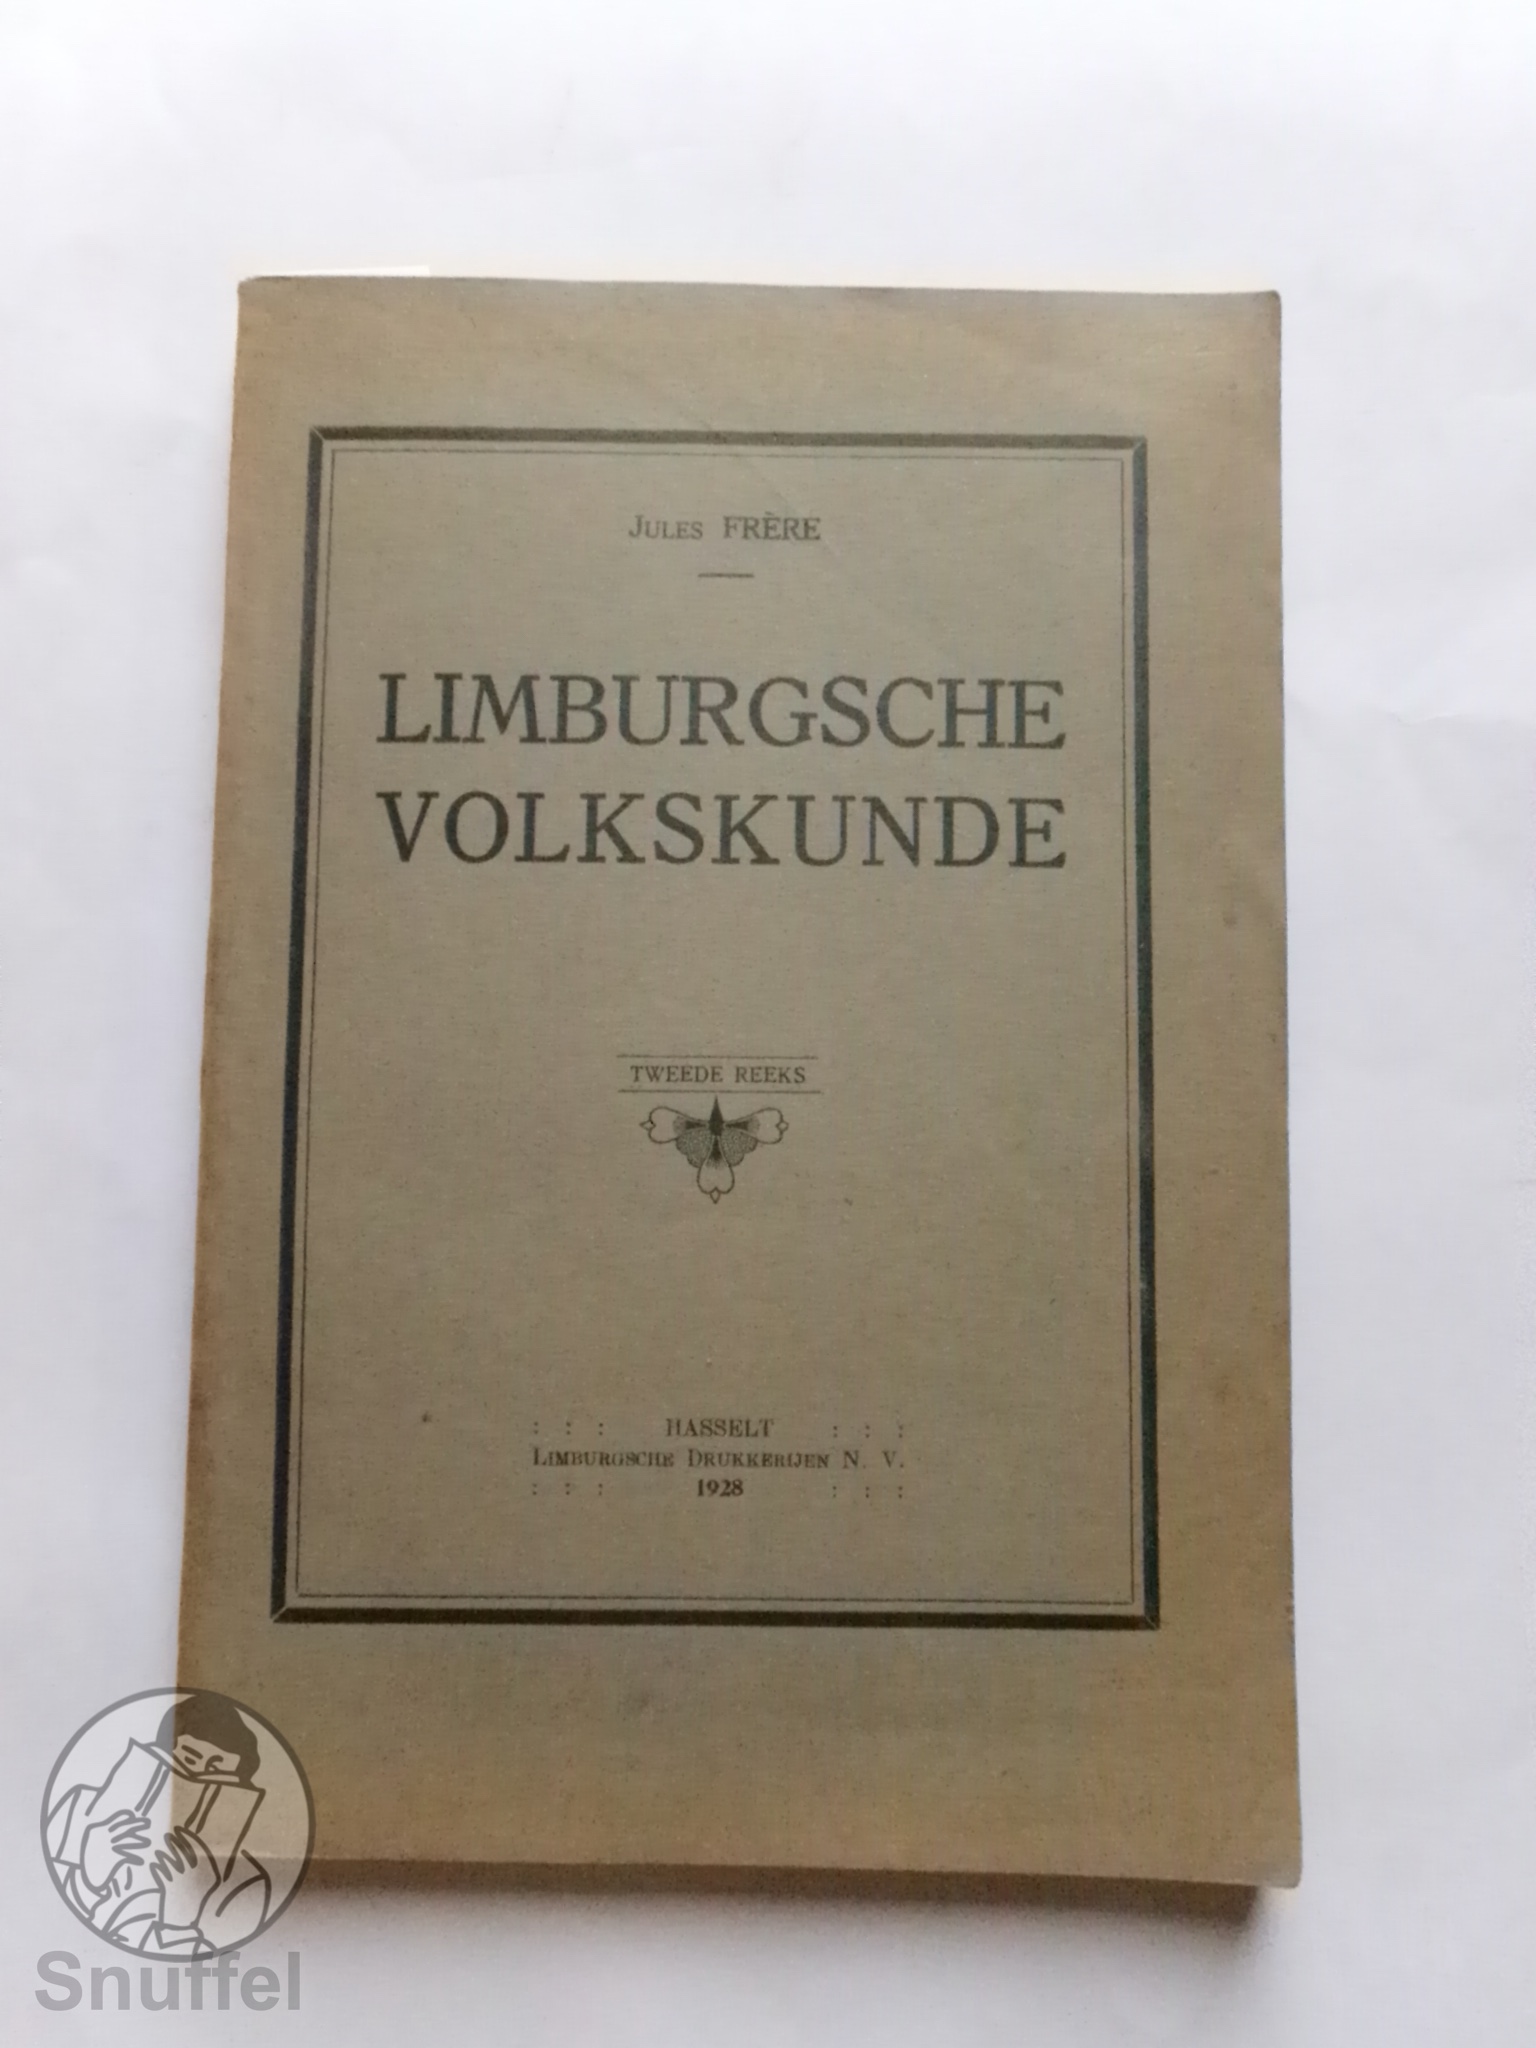 Jules FRÈRE
LIMBURGSCHE
VOLKSKUNDE
TWEEDE REEKS
: : : HASSELT : : :
Limburgsche Drukkerijen N. V.
: : : 1928 : : :
Snuffel